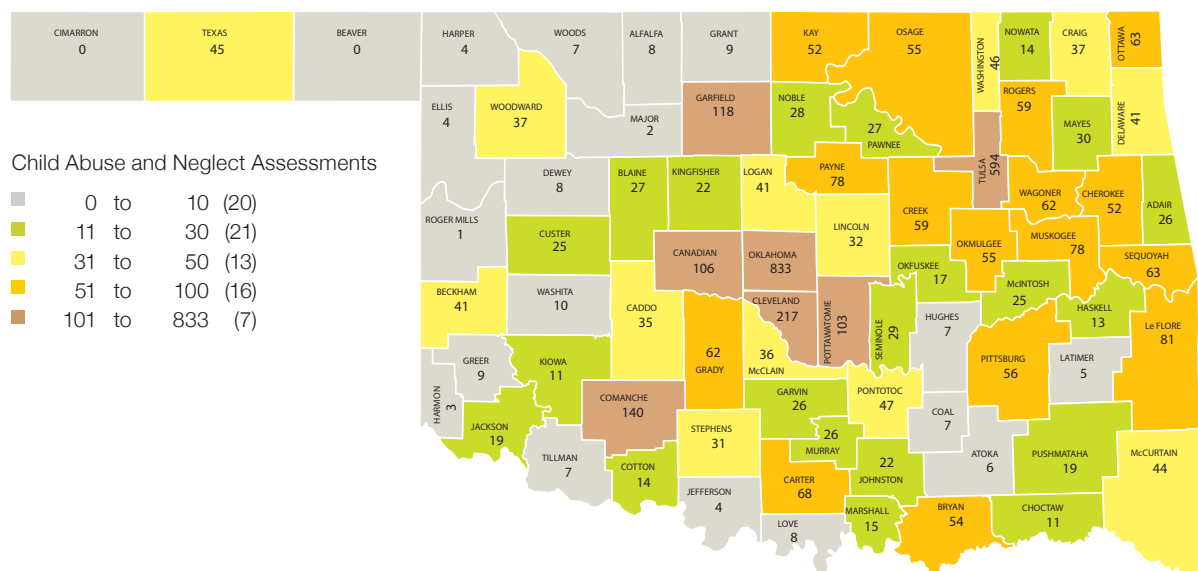 CIMARRON
0
TEXAS
45
BEAVER
0
HARPER
4
WOODS
7
ALFALFA
8
GRANT
9
KAY
52
OSAGE
55
WASHINGTON
46
NOWATA
14
CRAIG
37
OTTAWA
63
ELLIS
4
WOODWARD
37
MAJOR
2
GARFIELD
118
NOBLE
28
27
PAWNEE
ROGERS
59
MAYES
30
DELAWARE
41
Child Abuse and Neglect Assessments
0 to 10 (20)
11 to 30 (21)
31 to 50 (13)
51 to 100 (16)
101 to 833 (7)
DEWEY
8
BLAINE
27
KINGFISHER
22
LOGAN
41
PAYNE
78
TULSA
594
WAGONER
62
CHEROKEE
52
ADAIR
26
ROGER MILLS
1
CUSTER
25
CANADIAN
106
OKLAHOMA
833
LINCOLN
32
CREEK
59
OKMULGEE
55
MUSKOGEE
78
SEQUOYAH
63
BECKHAM
41
WASHITA
10
CADDO
35
CLEVELAND
217
POTTAWATOMIE
103
SEMINOLE
29
OKFUSKEE
17
McINTOSH
25
HASKELL
13
Le FLORE
81
HUGHES
7
GREER
9
KIOWA
11
62
GRADY
36
McCLAIN
PITTSBURG
56
LATIMER
5
HARMON
3
JACKSON
19
COMANCHE
140
GARVIN
26
PONTOTOC
47
COAL
7
STEPHENS
31
26
MURRAY
TILLMAN
7
COTTON
14
22
JOHNSTON
ATOKA
6
PUSHMATAHA
19
McCURTAIN
44
JEFFERSON
4
CARTER
68
LOVE
8
MARSHALL
15
BRYAN
54
CHOCTAW
11